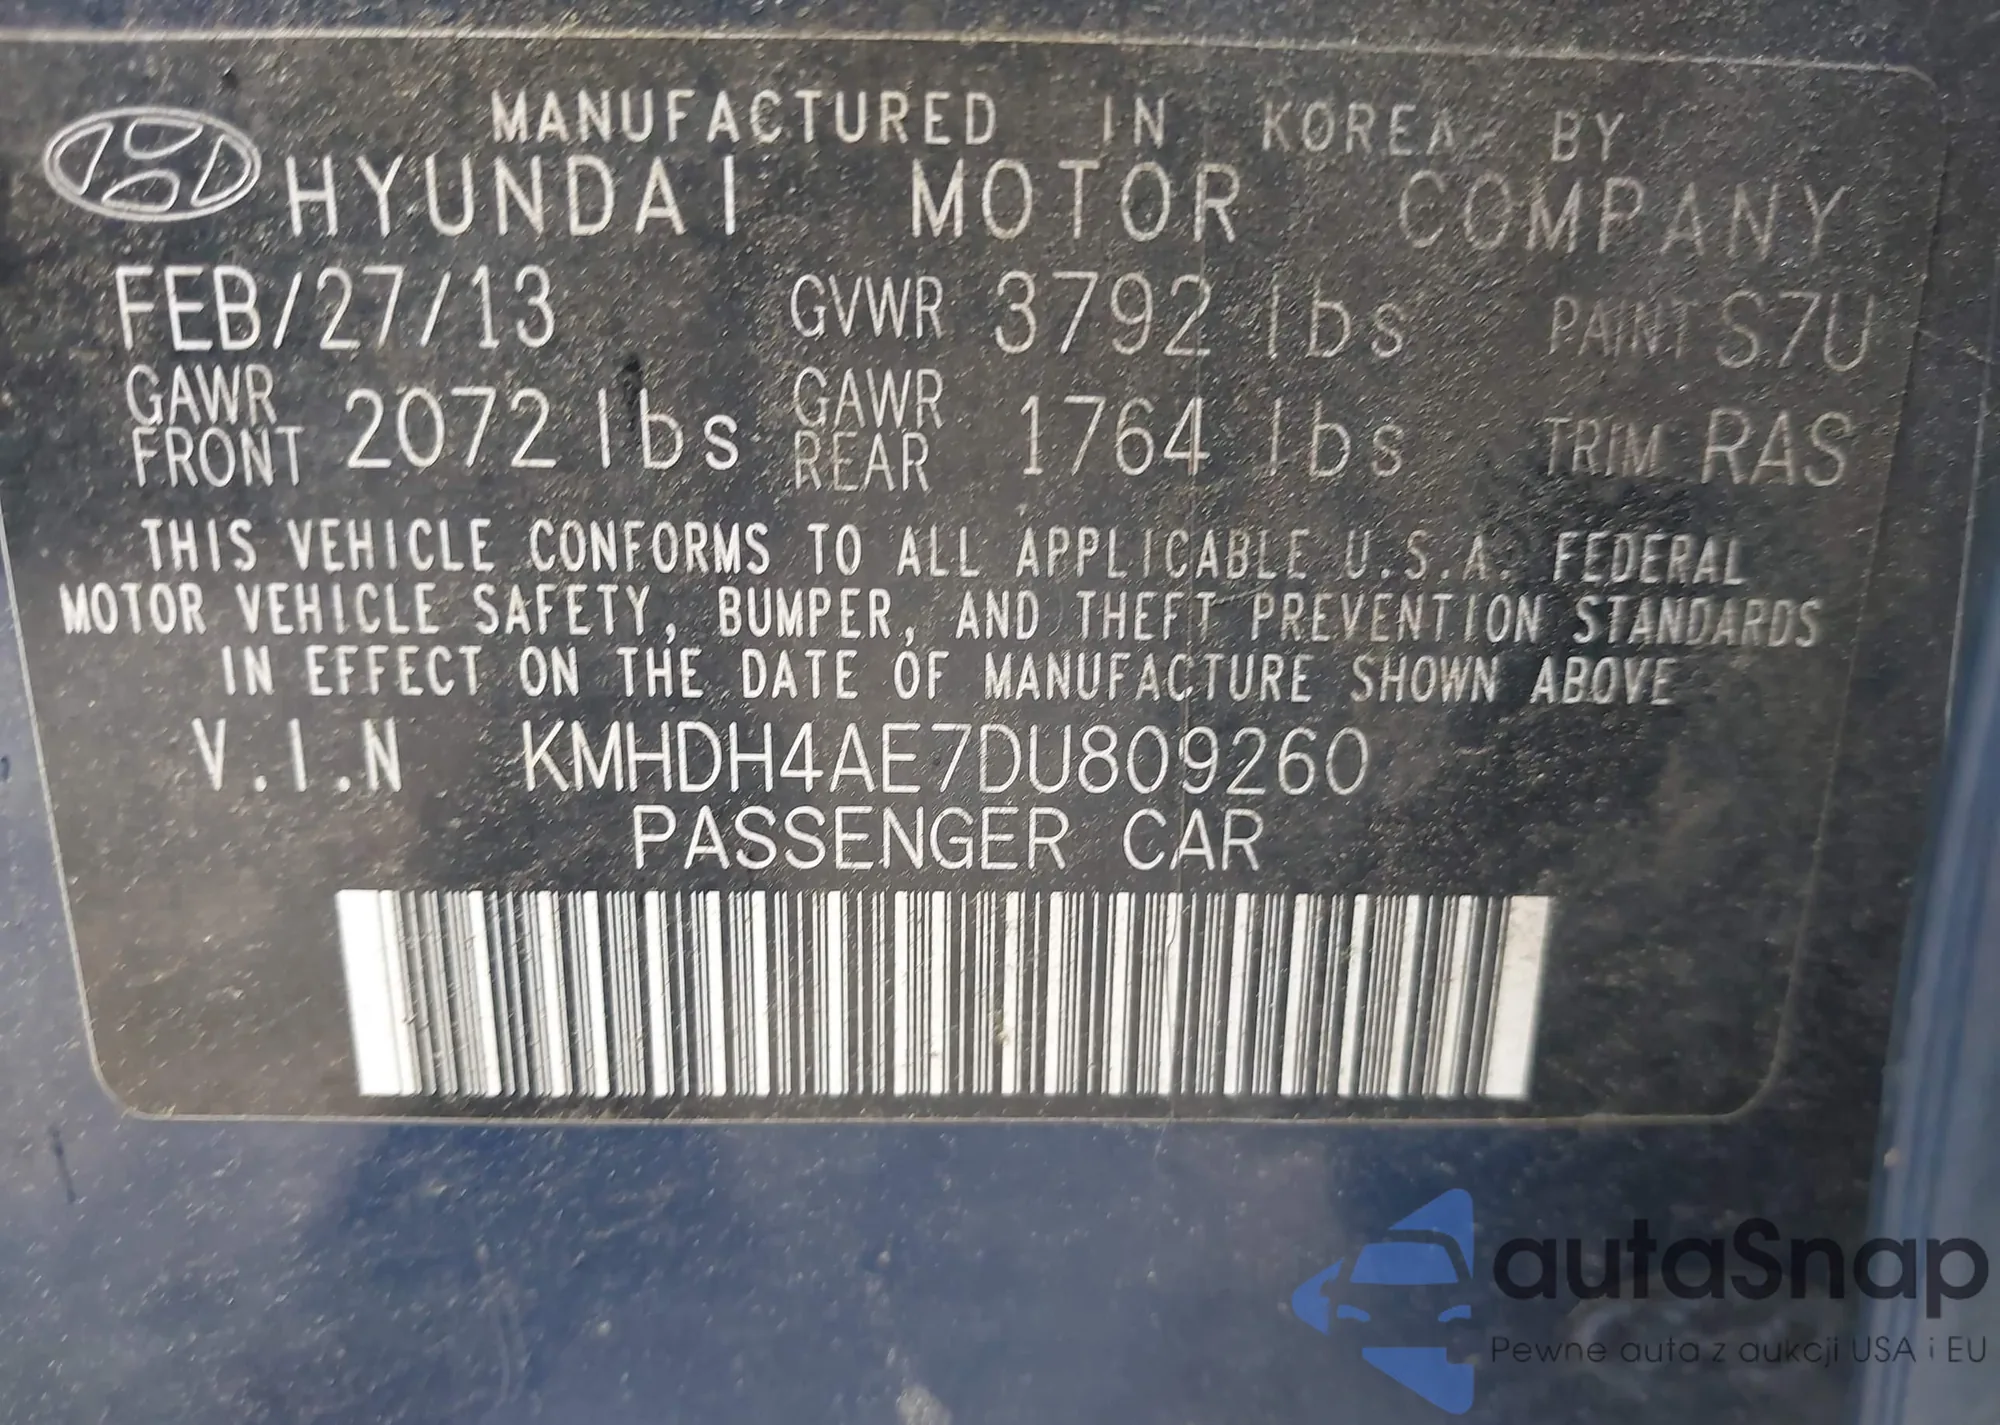 MANUFACTURED IN KOREA BY
HYUNDAI MOTOR COMPANY
FEB/27/13 GVWR 3792 lbs PAINT S7U
GAWR FRONT 2072 lbs GAWR REAR 1764 lbs TRIM RAS
THIS VEHICLE CONFORMS TO ALL APPLICABLE U.S.A. FEDERAL
MOTOR VEHICLE SAFETY, BUMPER, AND THEFT PREVENTION STANDARDS
IN EFFECT ON THE DATE OF MANUFACTURE SHOWN ABOVE
V.I.N KMHDH4AE7DU809260
PASSENGER CAR
autaSnap
Pewne auta z aukcji USA i EU